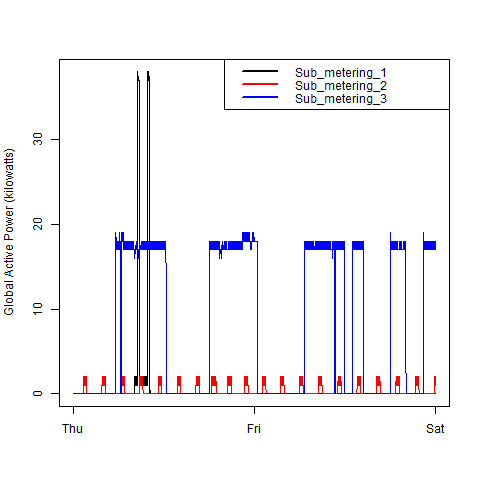 Sub_metering_1
Sub_metering_2
Sub_metering_3
Global Active Power (kilowatts)
30
20
10
0
Thu Fri Sat